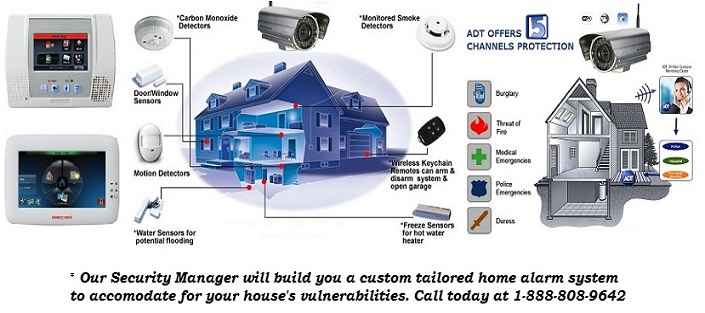 *Carbon Monoxide
Detectors
*Monitored Smoke
Detectors
ADT OFFERS 5
CHANNELS PROTECTION
Door/Window
Sensors
Motion Detectors
*Water Sensors for
potential flooding
*Wireless Keychain
Remotes can arm &
disarm system &
open garage
*Freeze Sensors
for hot water
heater
Burglary
Threat of
Fire
Medical
Emergencies
Police
Emergencies
Duress
ADT
* Our Security Manager will build you a custom tailored home alarm system
to accomodate for your house's vulnerabilities. Call today at 1-888-808-9642